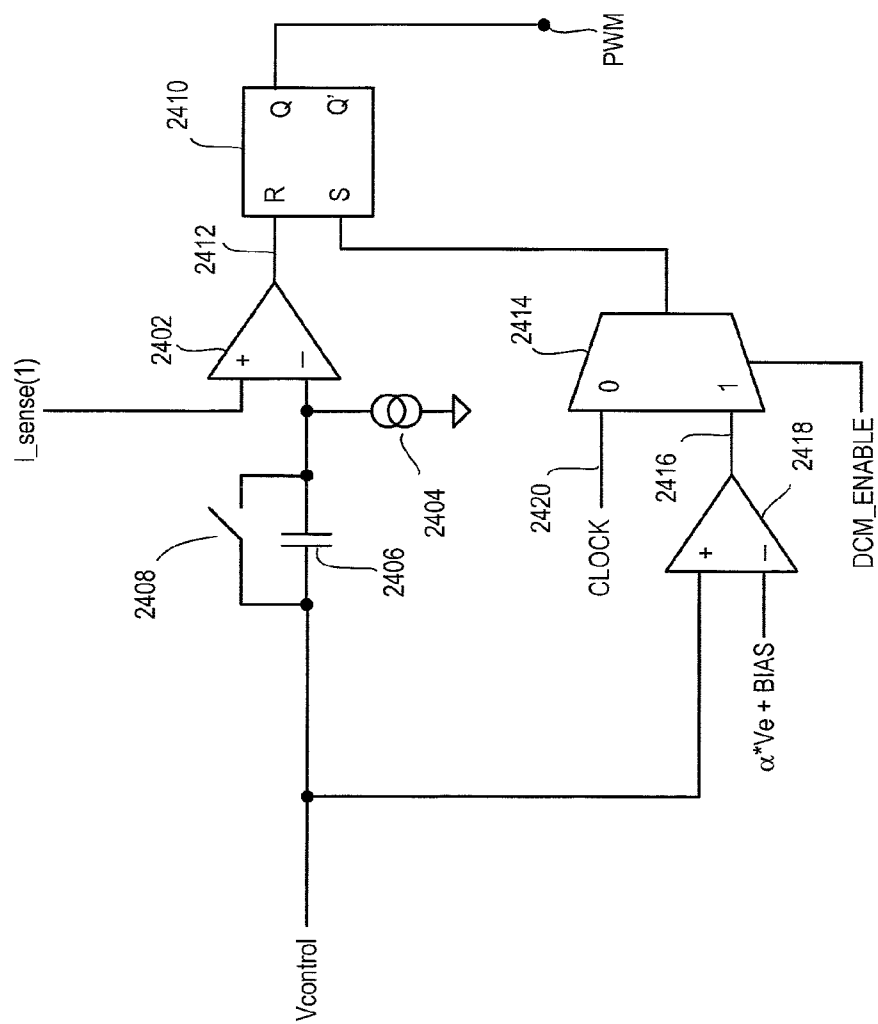 I_sense(1)
2402
+
−
2412
2410
R
S
Q
Q'
PWM
2408
2406
2404
Vcontrol
2414
0
1
2420
CLOCK
2416
2418
+
−
α*Ve + BIAS
DCM_ENABLE